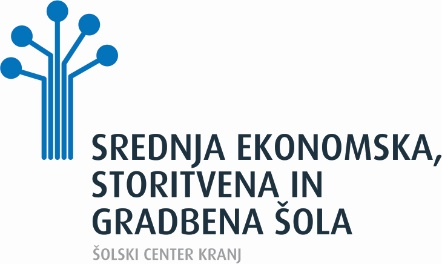 SREDNJA EKONOMSKA,
STORITVENA IN
GRADBENA ŠOLA
ŠOLSKI CENTER KRANJ